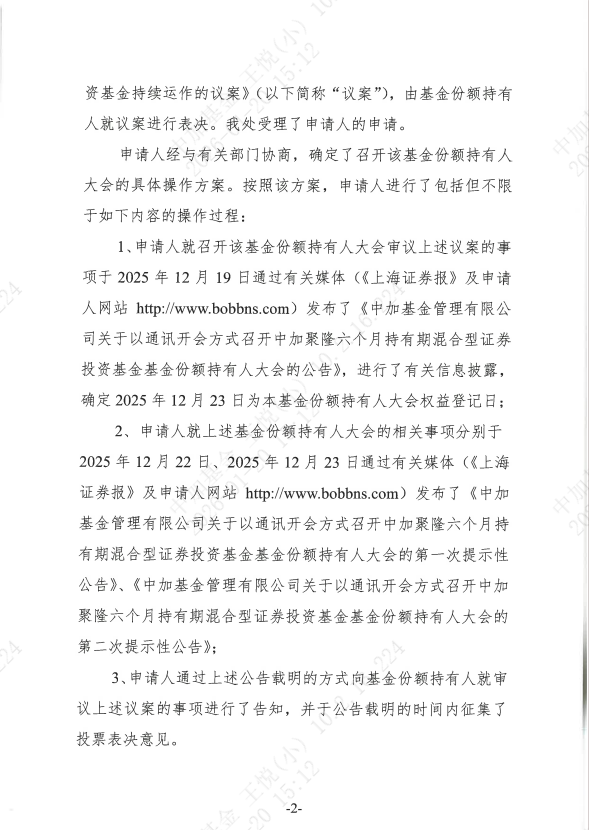 资基金持续运作的议案》（以下简称“议案”），由基金份额持有
人就议案进行表决。我处受理了申请人的申请。
申请人经与有关部门协商，确定了召开该基金份额持有人
大会的具体操作方案。按照该方案，申请人进行了包括但不限
于如下内容的操作过程：
1、申请人就召开该基金份额持有人大会审议上述议案的事
项于 2025 年 12 月 19 日通过有关媒体（《上海证券报》及申请
人网站 http://www.bobbns.com）发布了《中加基金管理有限公
司关于以通讯开会方式召开中加聚隆六个月持有期混合型证券
投资基金基金份额持有人大会的公告》，进行了有关信息披露，
确定 2025 年 12 月 23 日为本基金份额持有人大会权益登记日；
2、申请人就上述基金份额持有人大会的相关事项分别于
2025 年 12 月 22 日、2025 年 12 月 23 日通过有关媒体（《上海
证券报》及申请人网站 http://www.bobbns.com）发布了《中加
基金管理有限公司关于以通讯开会方式召开中加聚隆六个月持
有期混合型证券投资基金基金份额持有人大会的第一次提示性
公告》、《中加基金管理有限公司关于以通讯开会方式召开中加
聚隆六个月持有期混合型证券投资基金基金份额持有人大会的
第二次提示性公告》；
3、申请人通过上述公告载明的方式向基金份额持有人就审
议上述议案的事项进行了告知，并于公告载明的时间内征集了
投票表决意见。
-2-